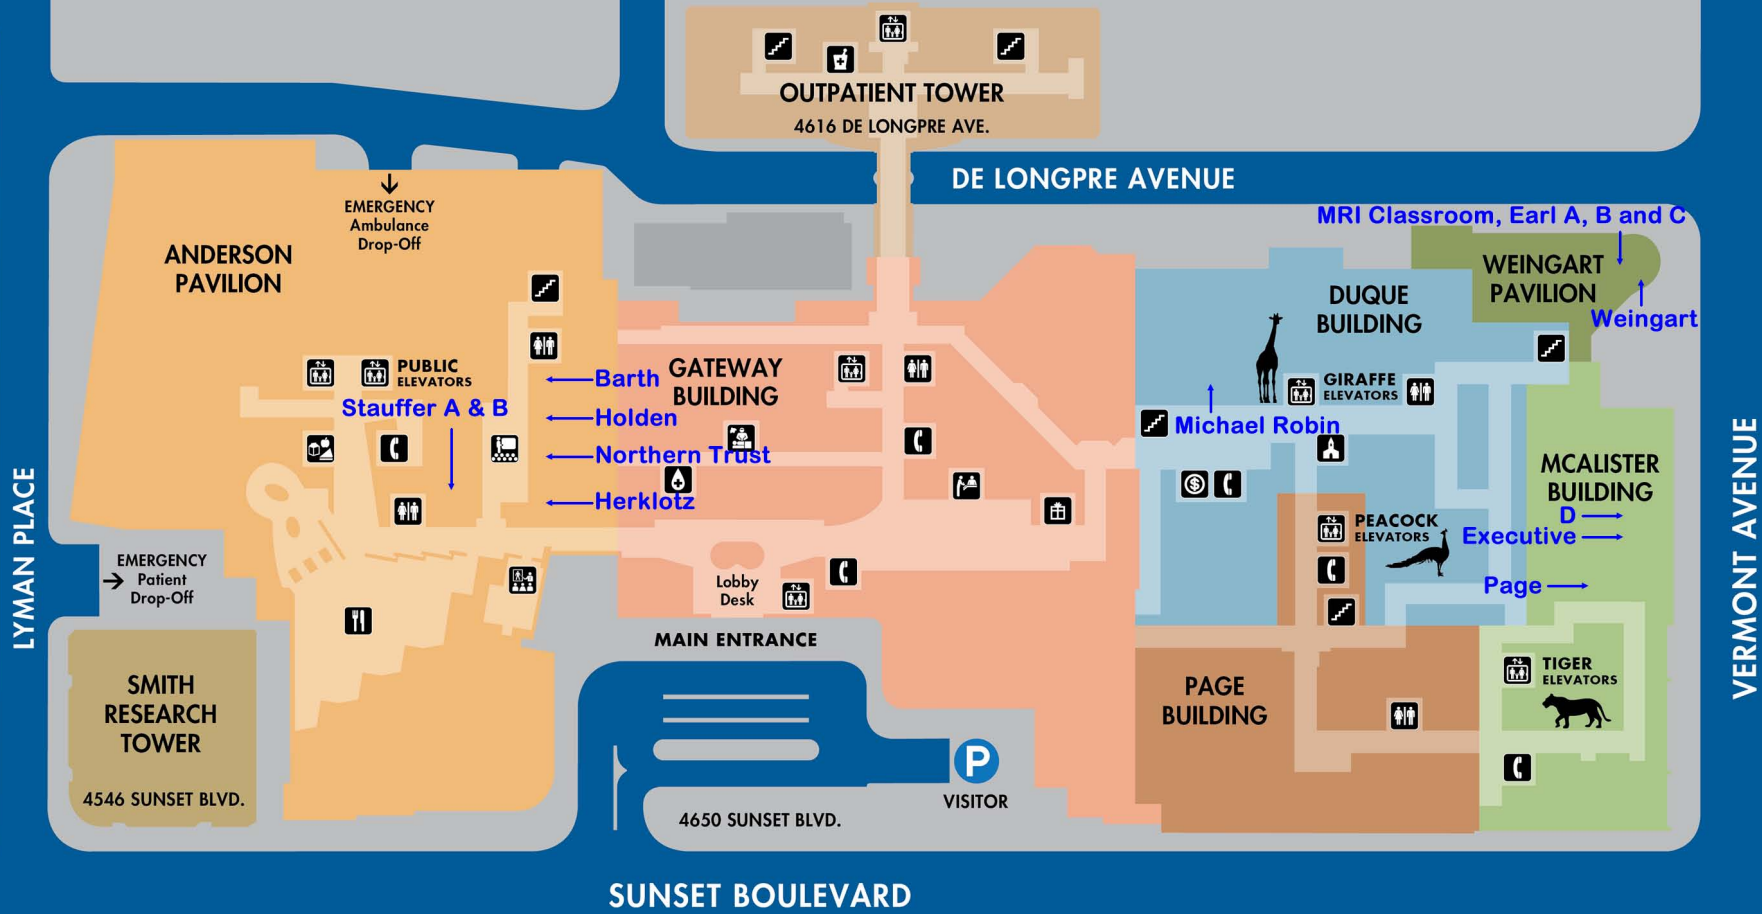 OUTPATIENT TOWER
4616 DE LONGPRE AVE.
DE LONGPRE AVENUE
EMERGENCY
Ambulance
Drop-Off
ANDERSON
PAVILION
PUBLIC
ELEVATORS
Stauffer A & B
Barth
Holden
Northern Trust
Herklotz
GATEWAY
BUILDING
MRI Classroom, Earl A, B and C
WEINGART
PAVILION
Weingart
DUQUE
BUILDING
GIRAFFE
ELEVATORS
Michael Robin
$
MCALISTER
BUILDING
D
Executive
Page
PEACOCK
ELEVATORS
LYMAN PLACE
VERMONT AVENUE
EMERGENCY
Patient
Drop-Off
Lobby
Desk
MAIN ENTRANCE
SMITH
RESEARCH
TOWER
4546 SUNSET BLVD.
PAGE
BUILDING
TIGER
ELEVATORS
P
VISITOR
4650 SUNSET BLVD.
SUNSET BOULEVARD